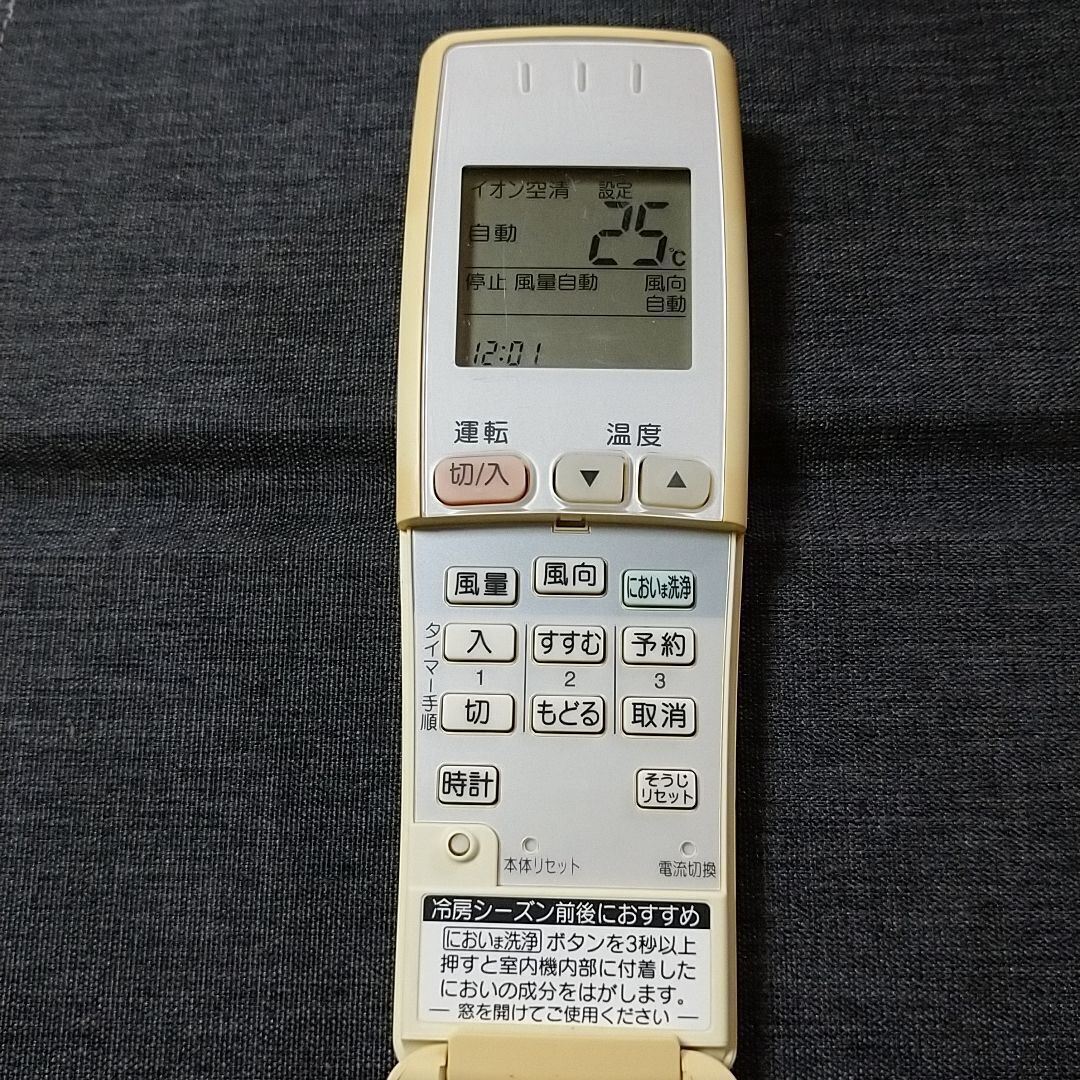 イオン空清 設定
自動 25℃
停止 風量自動 風向
自動
12:01
運転 温度
切/入 ▼ ▲
風量 風向 におい洗浄
タイマー手順
入 すすむ 予約
1 2 3
切 もどる 取消
時計 そうじ
リセット
本体リセット 電流切換
冷房シーズン前後におすすめ
におい洗浄 ボタンを3秒以上
押すと室内機内部に付着した
においの成分をはがします。
― 窓を開けてご使用ください ―